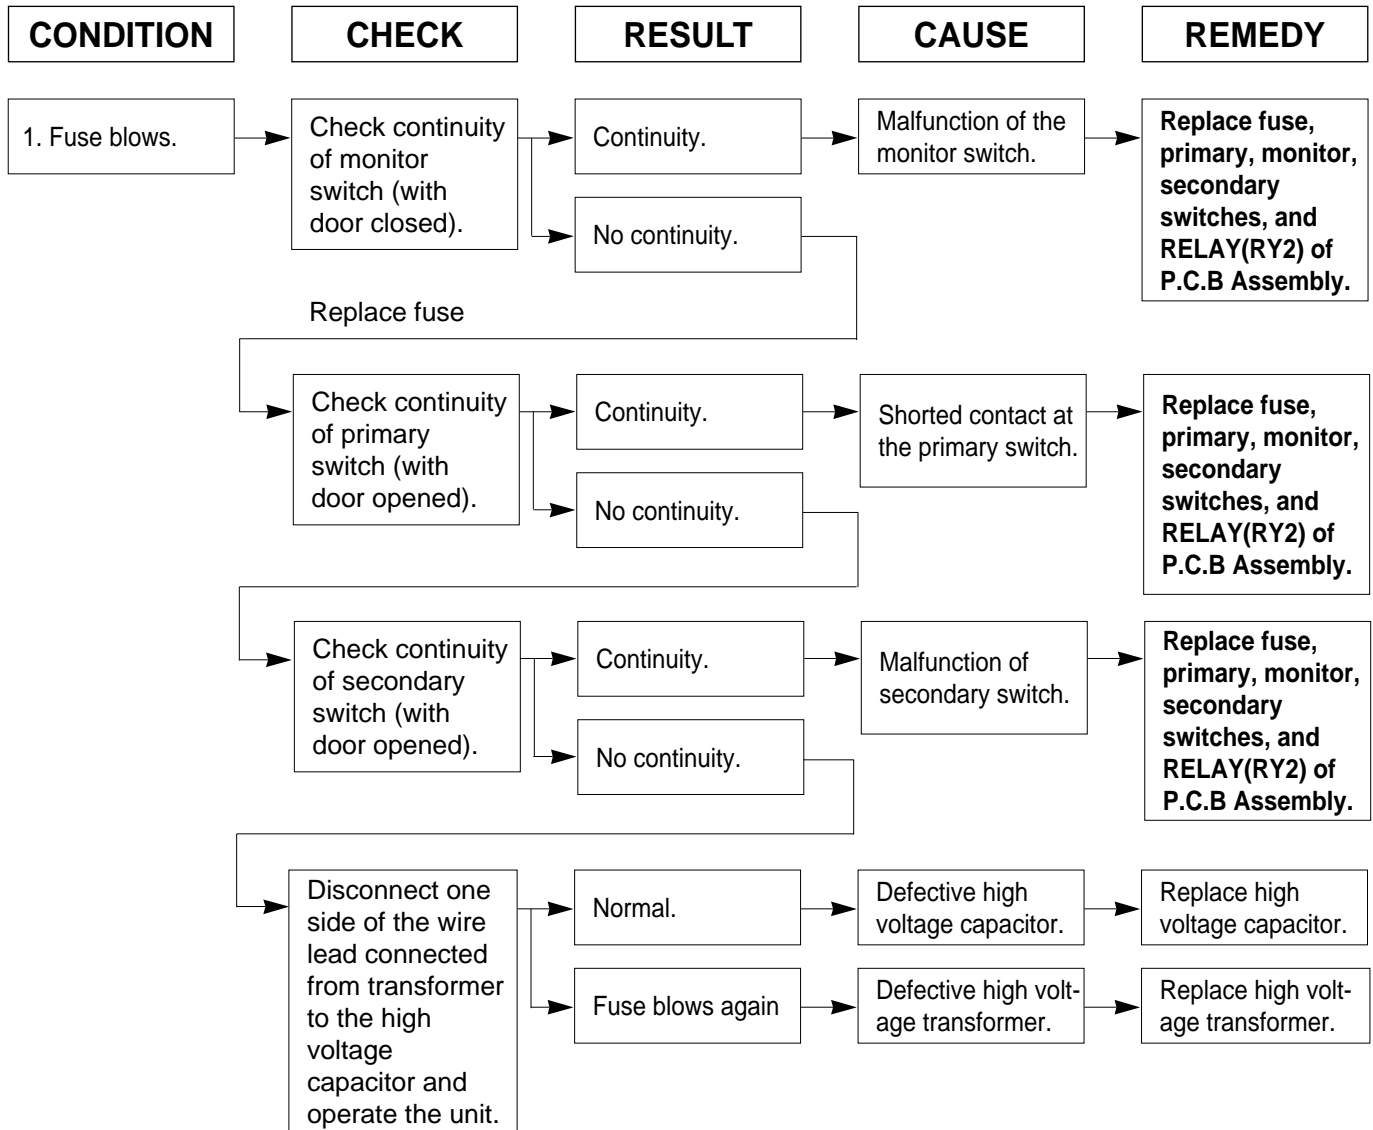 CONDITION
CHECK
RESULT
CAUSE
REMEDY
1. Fuse blows.
Check continuity
of monitor
switch (with
door closed).
Continuity.
Malfunction of the
monitor switch.
Replace fuse,
primary, monitor,
secondary
switches, and
RELAY(RY2) of
P.C.B Assembly.
No continuity.
Replace fuse
Check continuity
of primary
switch (with
door opened).
Continuity.
Shorted contact at
the primary switch.
Replace fuse,
primary, monitor,
secondary
switches, and
RELAY(RY2) of
P.C.B Assembly.
No continuity.
Check continuity
of secondary
switch (with
door opened).
Continuity.
Malfunction of
secondary switch.
Replace fuse,
primary, monitor,
secondary
switches, and
RELAY(RY2) of
P.C.B Assembly.
No continuity.
Disconnect one
side of the wire
lead connected
from transformer
to the high
voltage
capacitor and
operate the unit.
Normal.
Defective high
voltage capacitor.
Replace high
voltage capacitor.
Fuse blows again
Defective high volt-
age transformer.
Replace high volt-
age transformer.